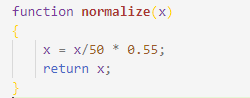 function normalize(x)
{
    x = x/50 * 0.55;
    return x;
}